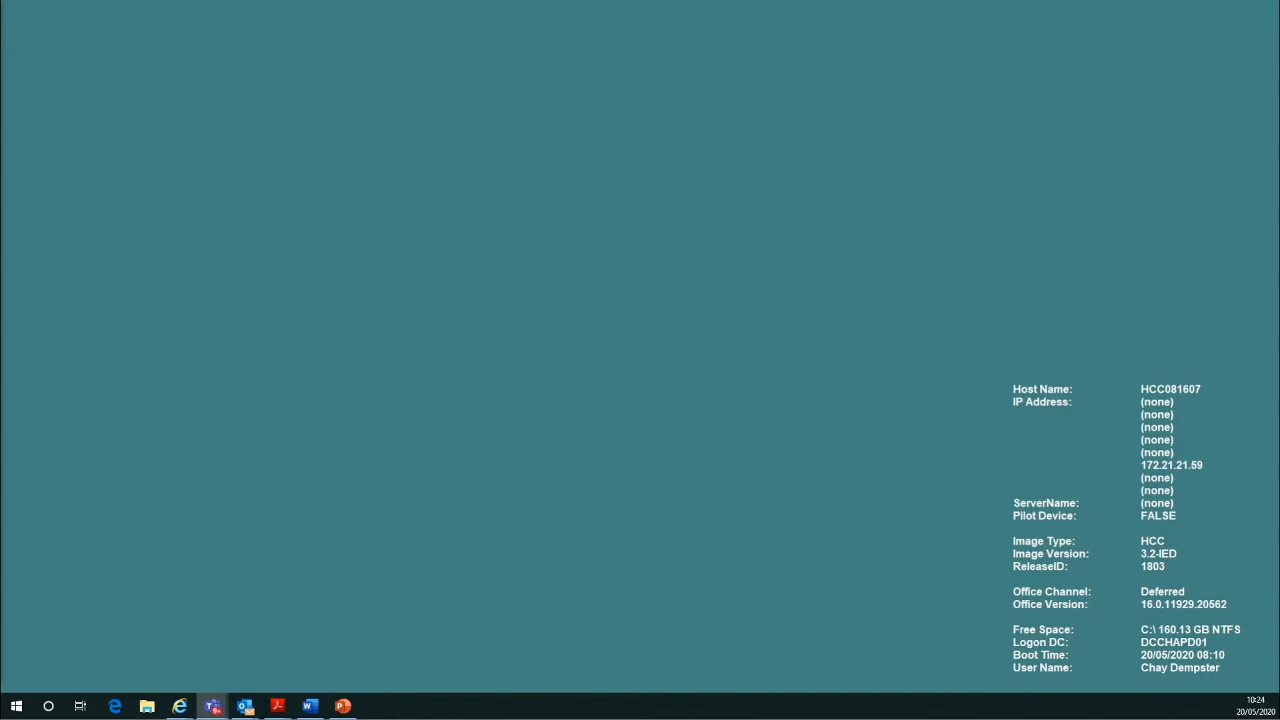 Host Name: HCC081607
IP Address: (none)
(none)
(none)
(none)
(none)
172.21.21.59
(none)
(none)
ServerName: (none)
Pilot Device: FALSE
Image Type: HCC
Image Version: 3.2-IED
ReleaseID: 1803
Office Channel: Deferred
Office Version: 16.0.11929.20562
Free Space: C:\ 160.13 GB NTFS
Logon DC: DCCHAPD01
Boot Time: 20/05/2020 08:10
User Name: Chay Dempster
10:24
20/05/2020